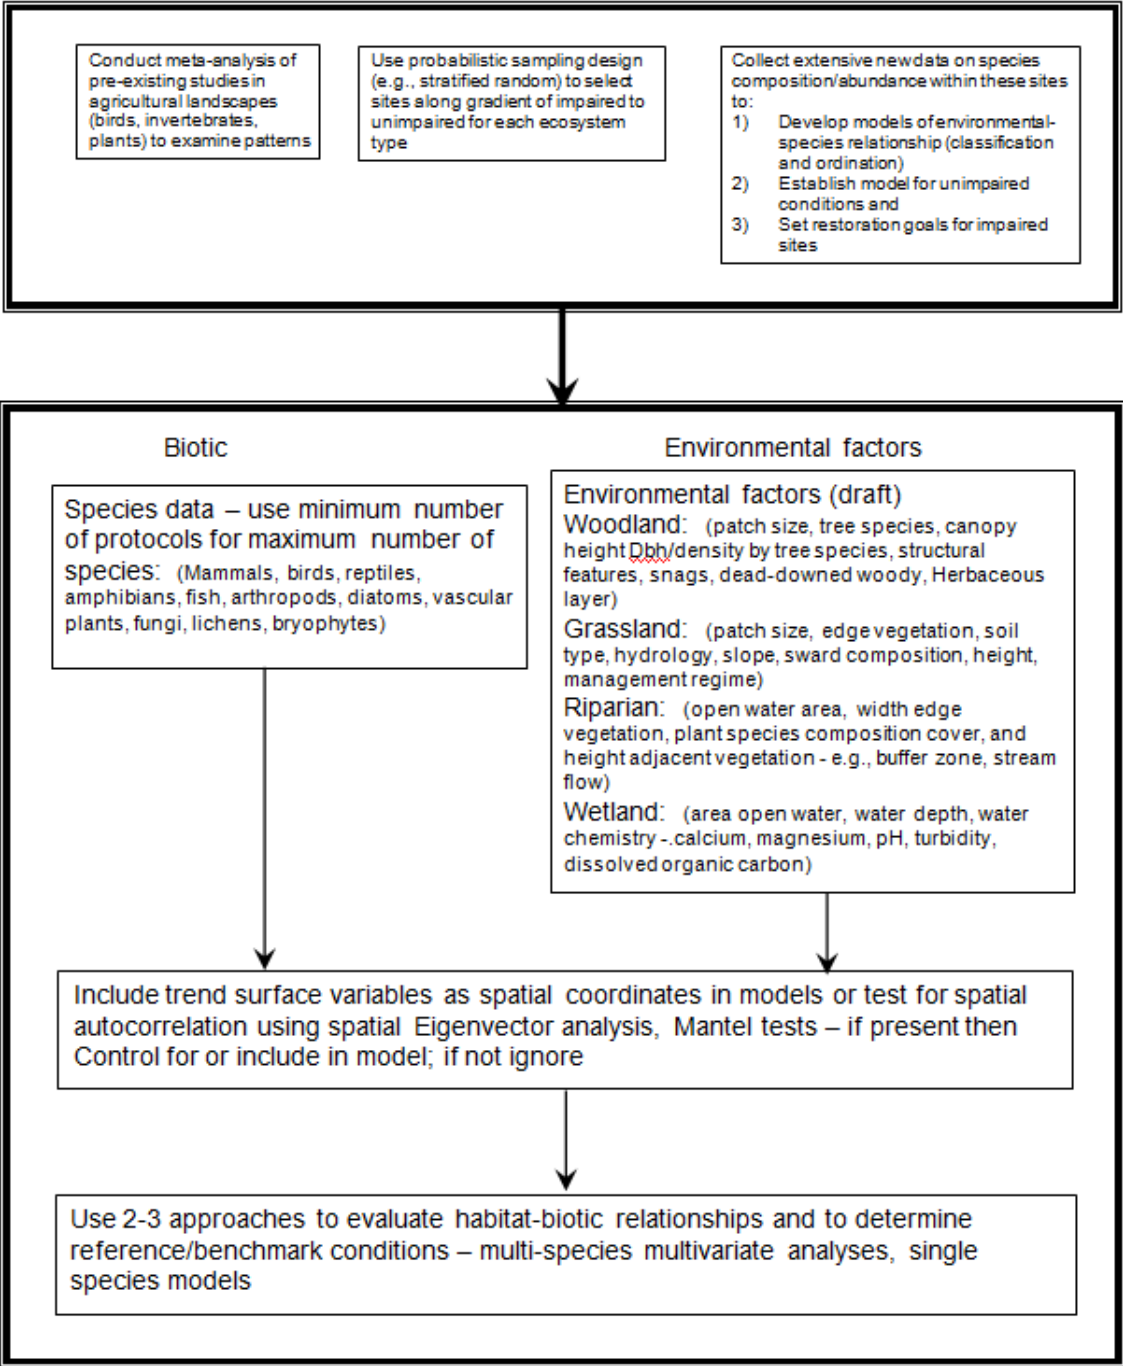 Conduct meta-analysis of
pre-existing studies in
agricultural landscapes
(birds, invertebrates,
plants) to examine patterns
Use probabilistic sampling design
(e.g., stratified random) to select
sites along gradient of impaired to
unimpaired for each ecosystem
type
Collect extensive new data on species
composition/abundance within these sites
to:
1) Develop models of environmental-
species relationship (classification
and ordination)
2) Establish model for unimpaired
conditions and
3) Set restoration goals for impaired
sites
Biotic
Species data – use minimum number
of protocols for maximum number of
species: (Mammals, birds, reptiles,
amphibians, fish, arthropods, diatoms, vascular
plants, fungi, lichens, bryophytes)
Environmental factors
Environmental factors (draft)
Woodland: (patch size, tree species, canopy
height Dbh/density by tree species, structural
features, snags, dead-downed woody, Herbaceous
layer)
Grassland: (patch size, edge vegetation, soil
type, hydrology, slope, sward composition, height,
management regime)
Riparian: (open water area, width edge
vegetation, plant species composition cover, and
height adjacent vegetation - e.g., buffer zone, stream
flow)
Wetland: (area open water, water depth, water
chemistry -.calcium, magnesium, pH, turbidity,
dissolved organic carbon)
Include trend surface variables as spatial coordinates in models or test for spatial
autocorrelation using spatial Eigenvector analysis, Mantel tests – if present then
Control for or include in model; if not ignore
Use 2-3 approaches to evaluate habitat-biotic relationships and to determine
reference/benchmark conditions – multi-species multivariate analyses, single
species models